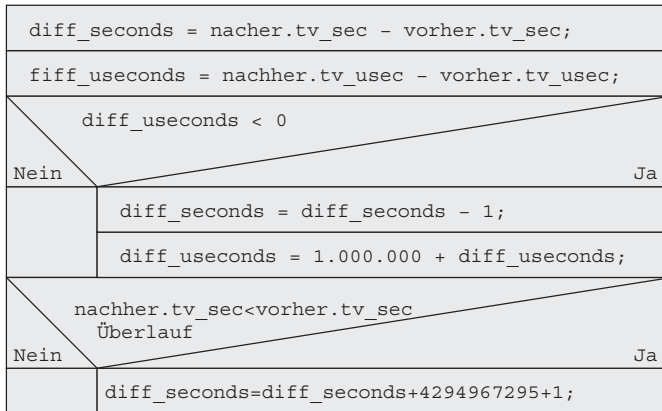 diff_seconds = nacher.tv_sec - vorher.tv_sec;
fiff_useconds = nachher.tv_usec - vorher.tv_usec;
diff_useconds < 0
Nein
Ja
diff_seconds = diff_seconds - 1;
diff_useconds = 1.000.000 + diff_useconds;
nachher.tv_sec<vorher.tv_sec
Überlauf
Nein
Ja
diff_seconds=diff_seconds+4294967295+1;